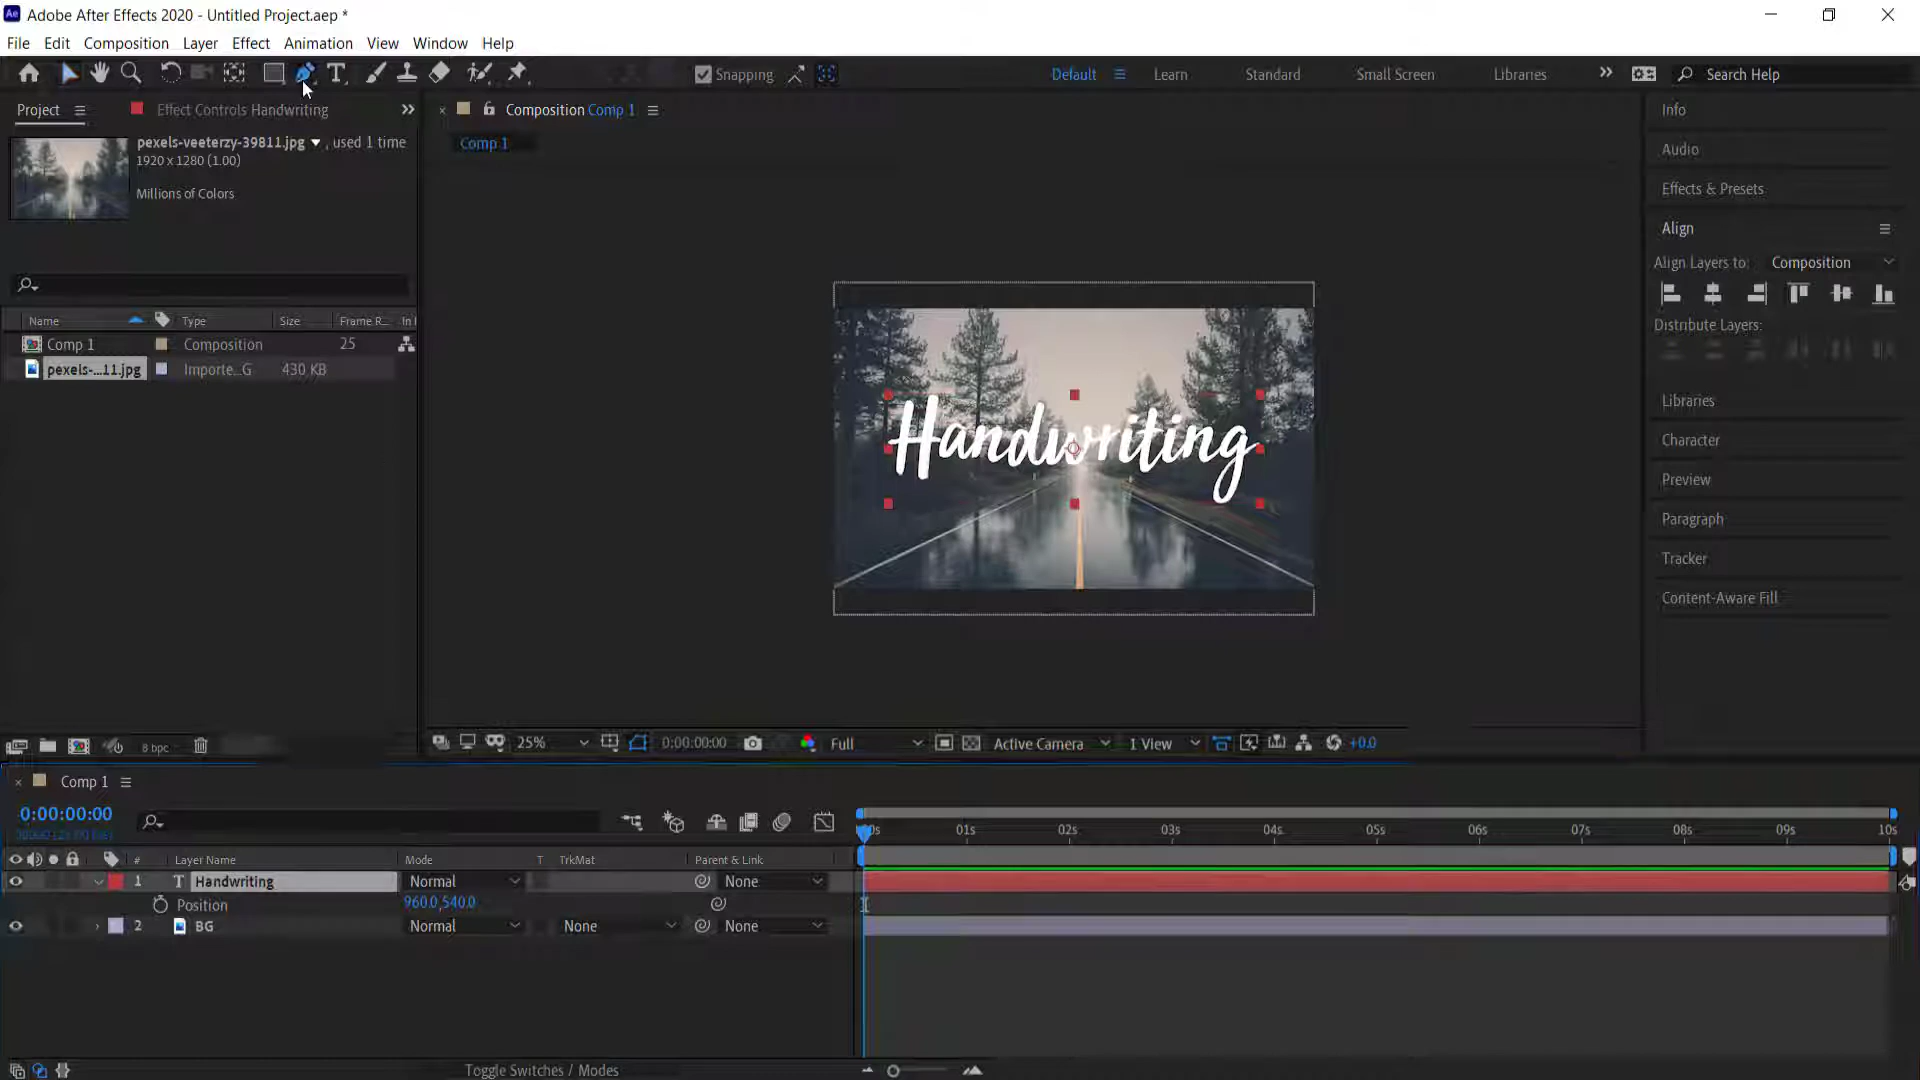 Adobe After Effects 2020 - Untitled Project.aep *
File Edit Composition Layer Effect Animation View Window Help
Snapping
Default Learn Standard Small Screen Libraries Search Help
Project Effect Controls Handwriting
Composition Comp 1
pexels-veeterzy-39811.jpg , used 1 time
1920 x 1280 (1.00)
Millions of Colors
Comp 1
Name Type Size Frame R... In
Comp 1 Composition 25
pexels-...11.jpg Importe...G 430 KB
Handwriting
Info
Audio
Effects & Presets
Align
Align Layers to: Composition
Distribute Layers:
Libraries
Character
Preview
Paragraph
Tracker
Content-Aware Fill
8 bpc
25% 0:00:00:00 Full Active Camera 1 View +0.0
Comp 1
0:00:00:00
00s 01s 02s 03s 04s 05s 06s 07s 08s 09s 10s
# Layer Name Mode T TrkMat Parent & Link
1 T Handwriting Normal None
Position 960.0,540.0
2 BG Normal None None
Toggle Switches / Modes